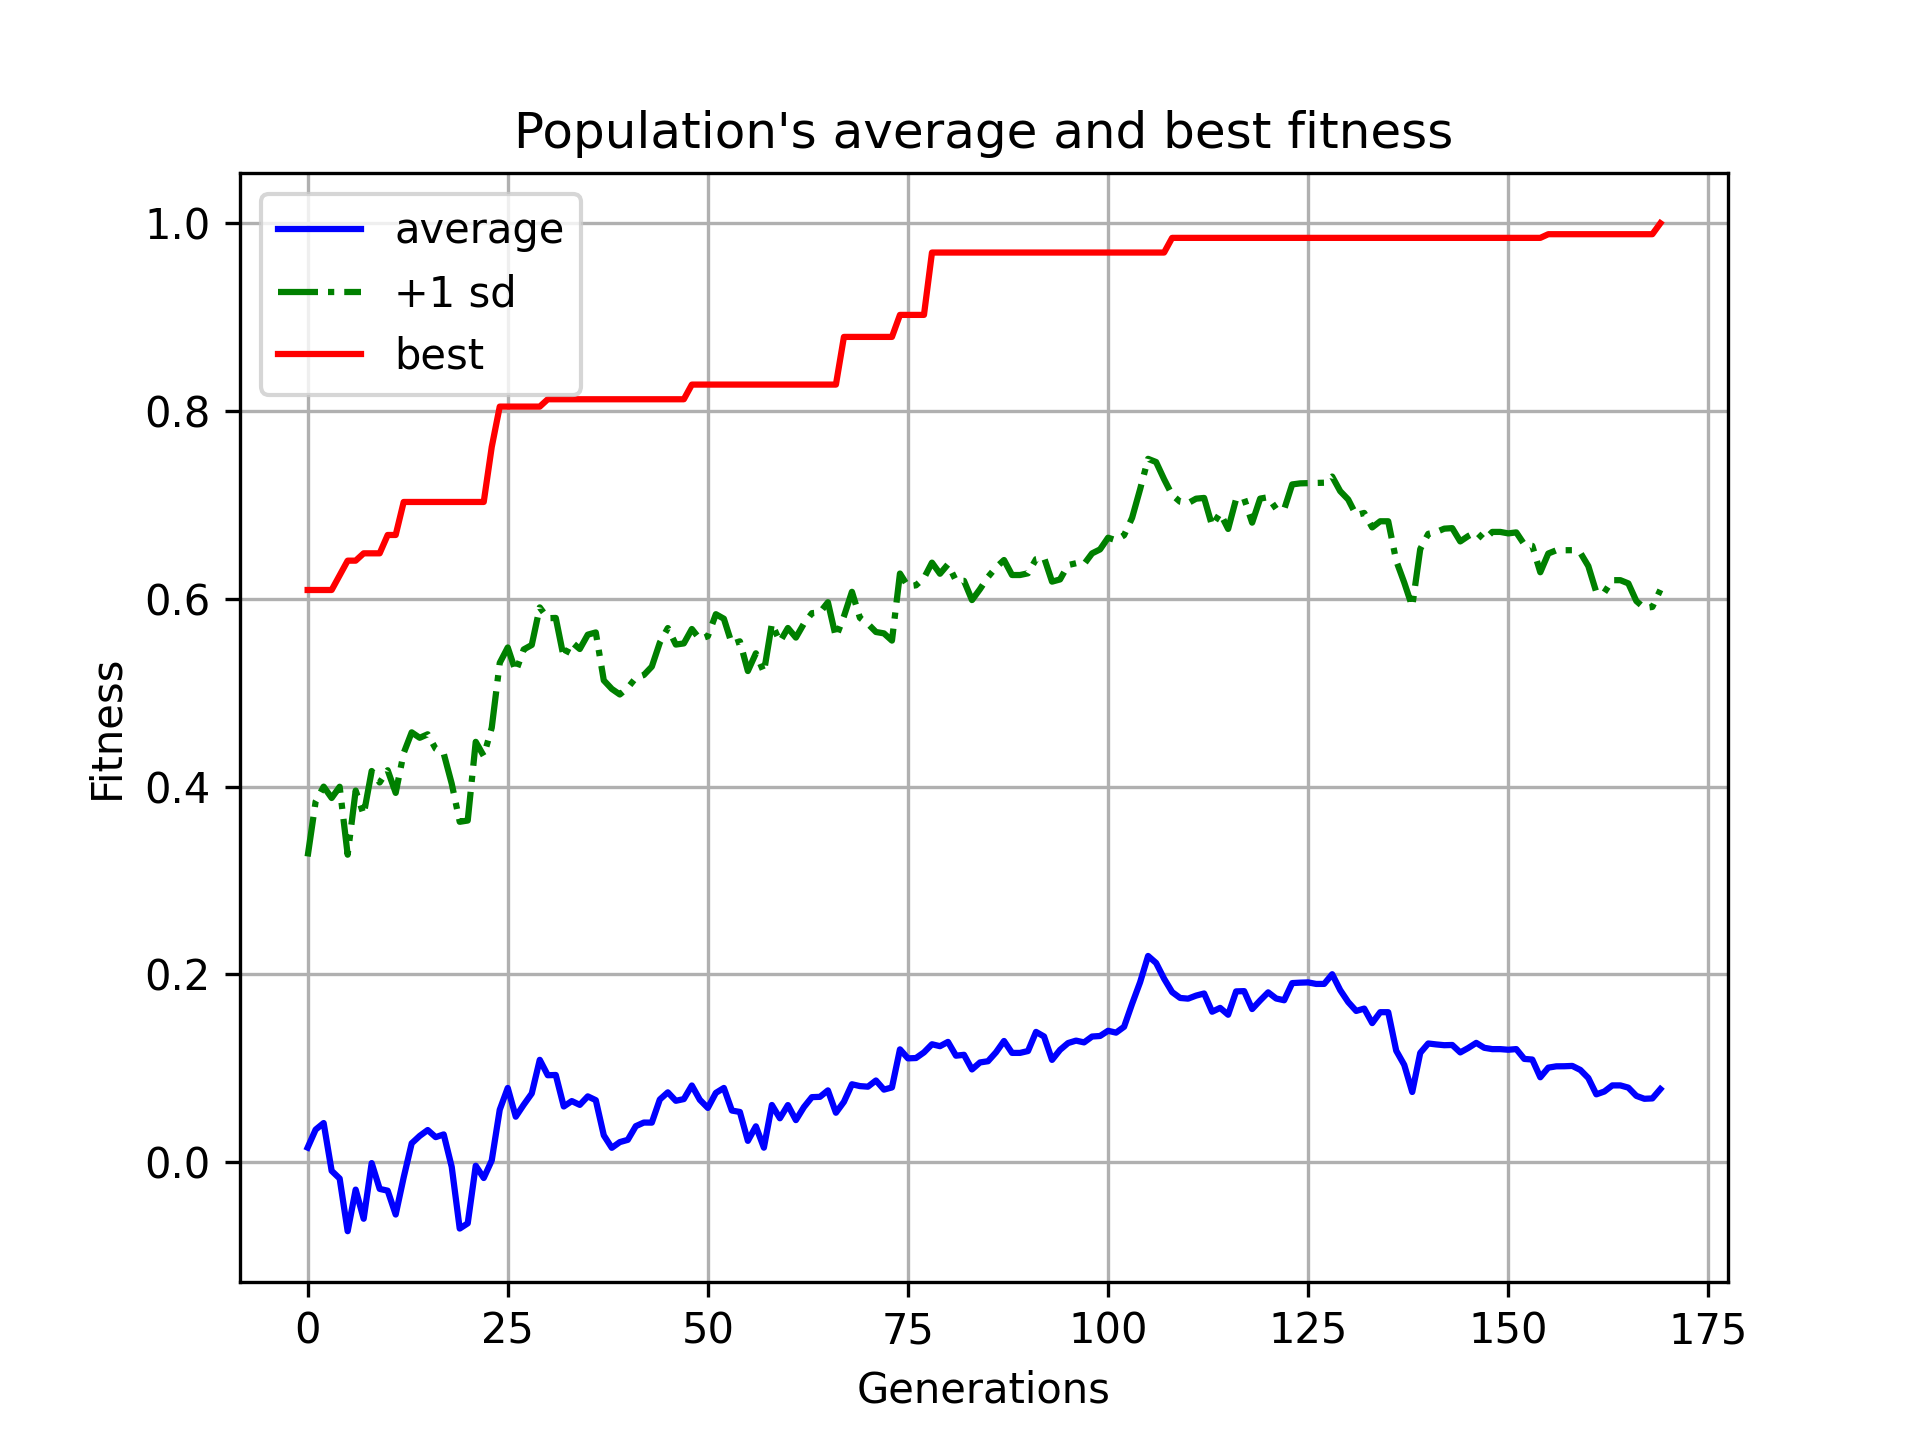 Population's average and best fitness
average
+1 sd
best
1.0
0.8
0.6
0.4
0.2
0.0
Fitness
0 25 50 75 100 125 150 175
Generations